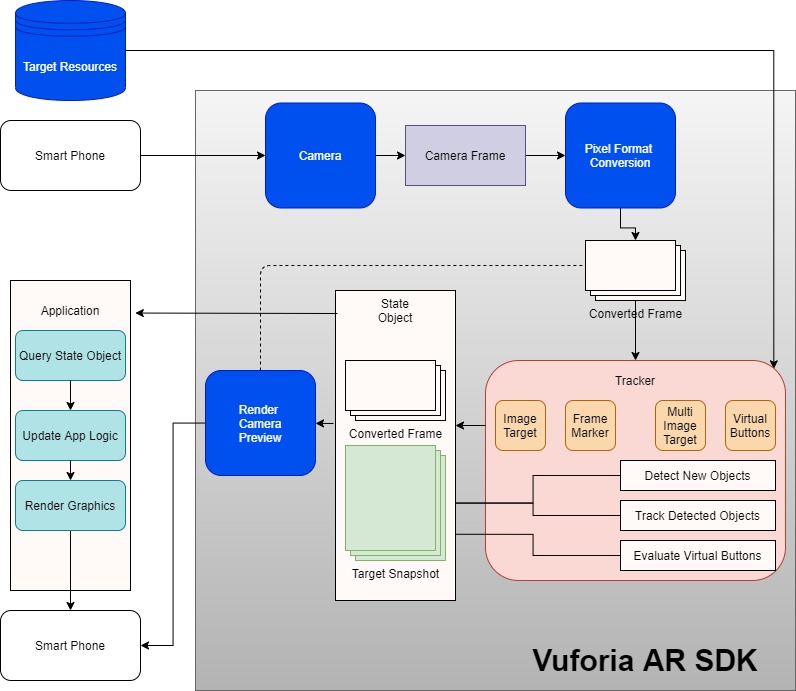 Target Resources
Smart Phone
Camera
Camera Frame
Pixel Format
Conversion
Converted Frame
Application
Query State Object
Update App Logic
Render Graphics
Smart Phone
Render
Camera
Preview
State
Object
Converted Frame
Target Snapshot
Tracker
Image
Target
Frame
Marker
Multi
Image
Target
Virtual
Buttons
Detect New Objects
Track Detected Objects
Evaluate Virtual Buttons
Vuforia AR SDK